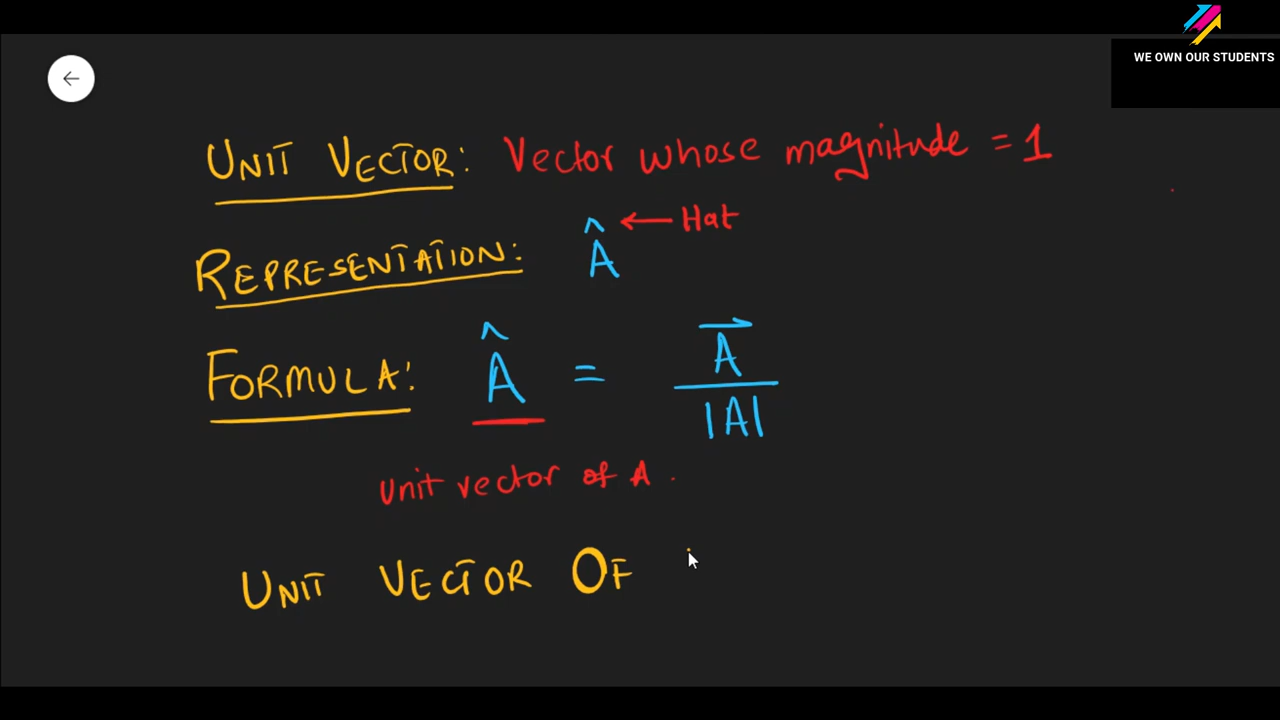 WE OWN OUR STUDENTS
UNIT VECTOR: Vector whose magnitude = 1
REPRESENTATION: Â ← Hat
FORMULA: Â = A⃗ / |A|
Unit vector of A.
UNIT VECTOR OF